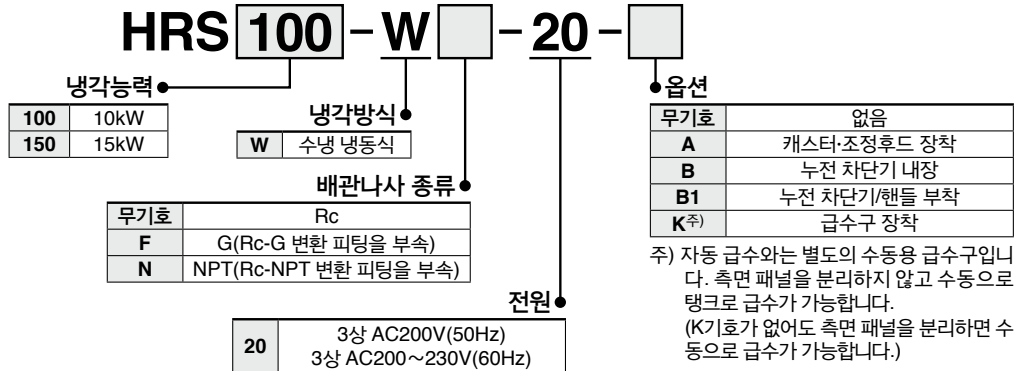 HRS 100 - W - 20 -
냉각능력
100 10kW
150 15kW
냉각방식
W 수냉 냉동식
배관나사 종류
무기호 Rc
F G(Rc-G 변환 피팅을 부속)
N NPT(Rc-NPT 변환 피팅을 부속)
전원
20 3상 AC200V(50Hz)
3상 AC200~230V(60Hz)
옵션
무기호 없음
A 캐스터·조정후드 장착
B 누전 차단기 내장
B1 누전 차단기/핸들 부착
K주) 급수구 장착
주) 자동 급수와는 별도의 수동용 급수구입니
다. 측면 패널을 분리하지 않고 수동으로
탱크로 급수가 가능합니다.
(K기호가 없어도 측면 패널을 분리하면 수
동으로 급수가 가능합니다.)